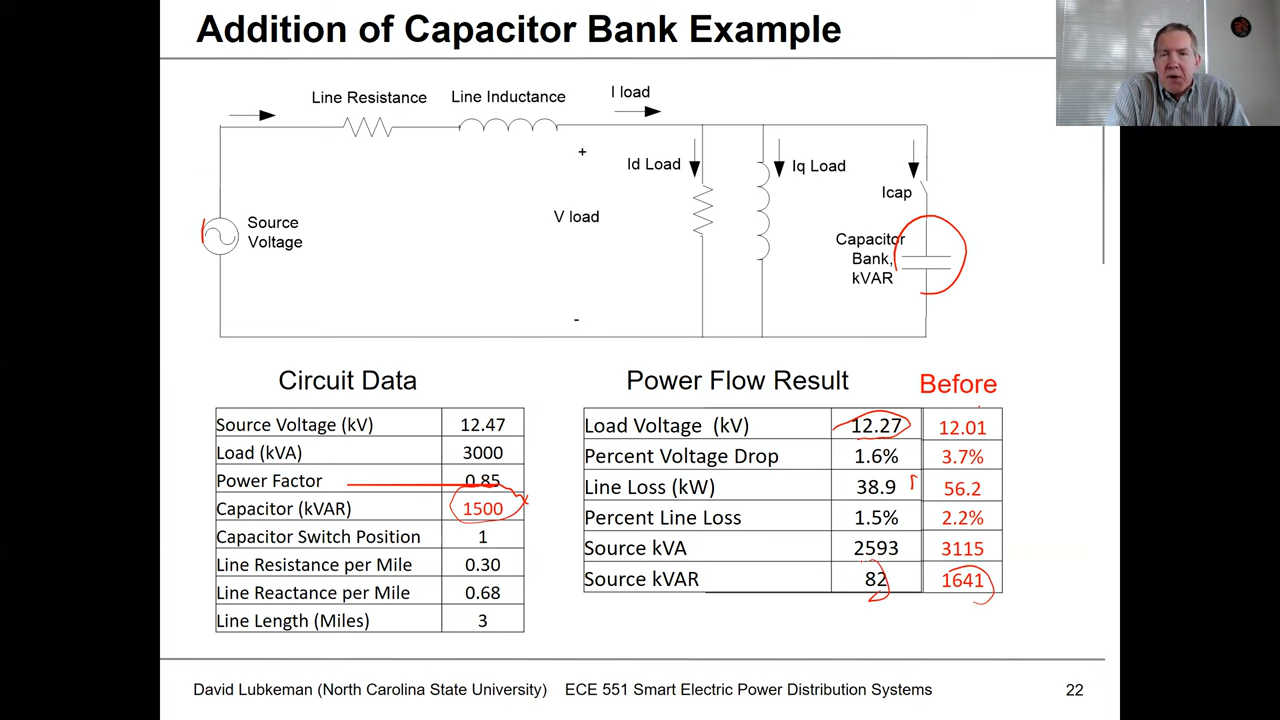 Addition of Capacitor Bank Example
Line Resistance
Line Inductance
I load
+
Id Load
Iq Load
Icap
Source
Voltage
V load
Capacitor
Bank,
kVAR
-
Circuit Data
Source Voltage (kV) 12.47
Load (kVA) 3000
Power Factor 0.85
Capacitor (kVAR) 1500
Capacitor Switch Position 1
Line Resistance per Mile 0.30
Line Reactance per Mile 0.68
Line Length (Miles) 3
Power Flow Result Before
Load Voltage (kV) 12.27 12.01
Percent Voltage Drop 1.6% 3.7%
Line Loss (kW) 38.9 56.2
Percent Line Loss 1.5% 2.2%
Source kVA 2593 3115
Source kVAR 82 1641
David Lubkeman (North Carolina State University) ECE 551 Smart Electric Power Distribution Systems 22